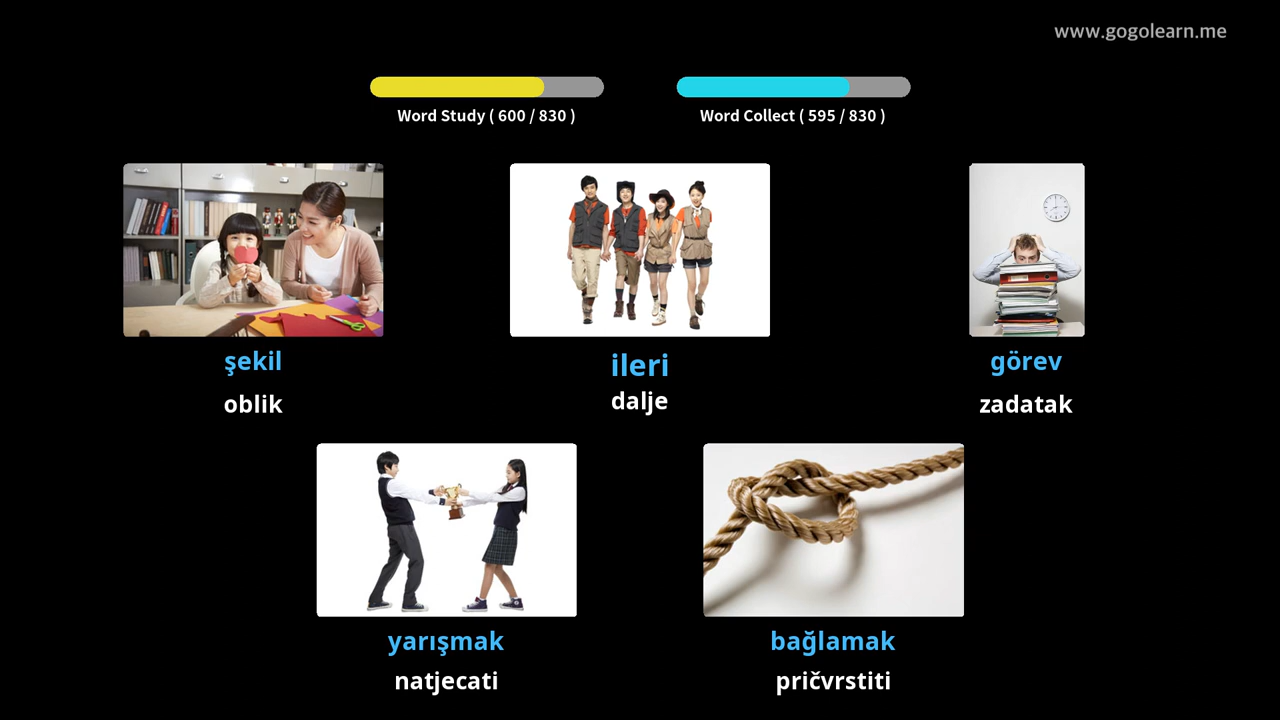 www.gogolearn.me
Word Study ( 600 / 830 )
Word Collect ( 595 / 830 )
şekil
oblik
ileri
dalje
görev
zadatak
yarışmak
natjecati
bağlamak
pričvrstiti